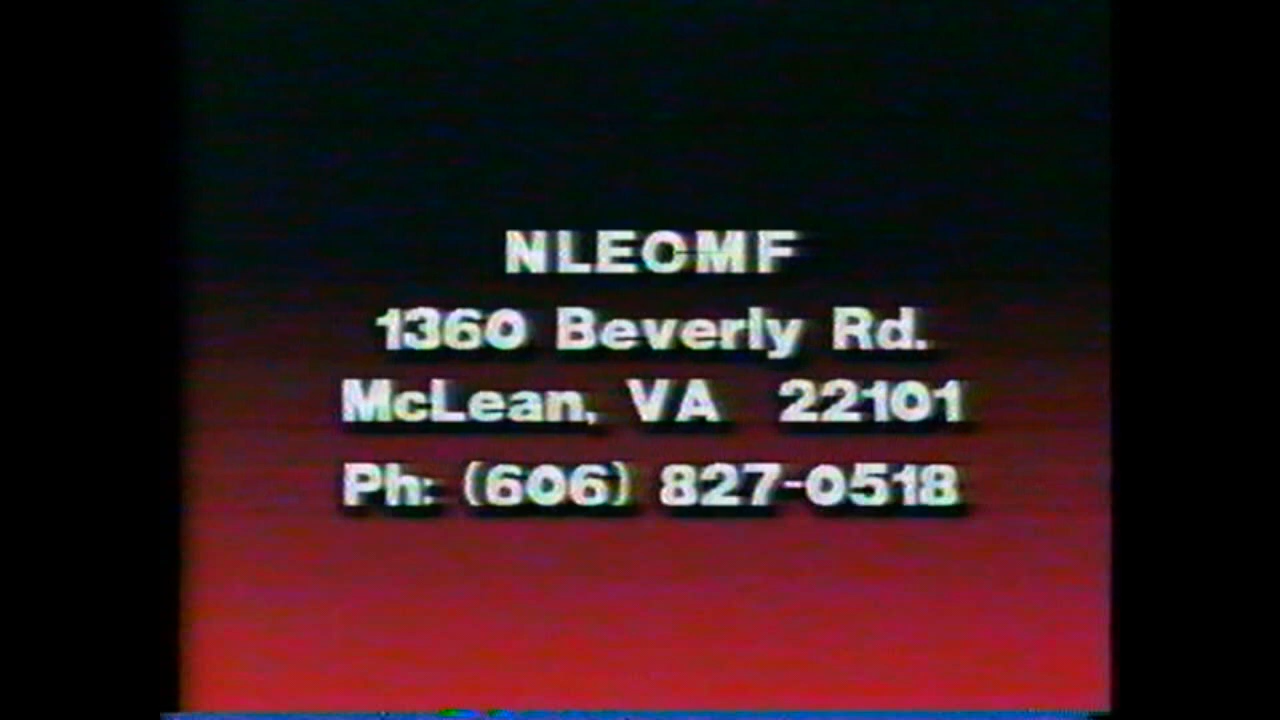 NLEOMF
1360 Beverly Rd.
McLean, VA 22101
Ph: (606) 827-0518